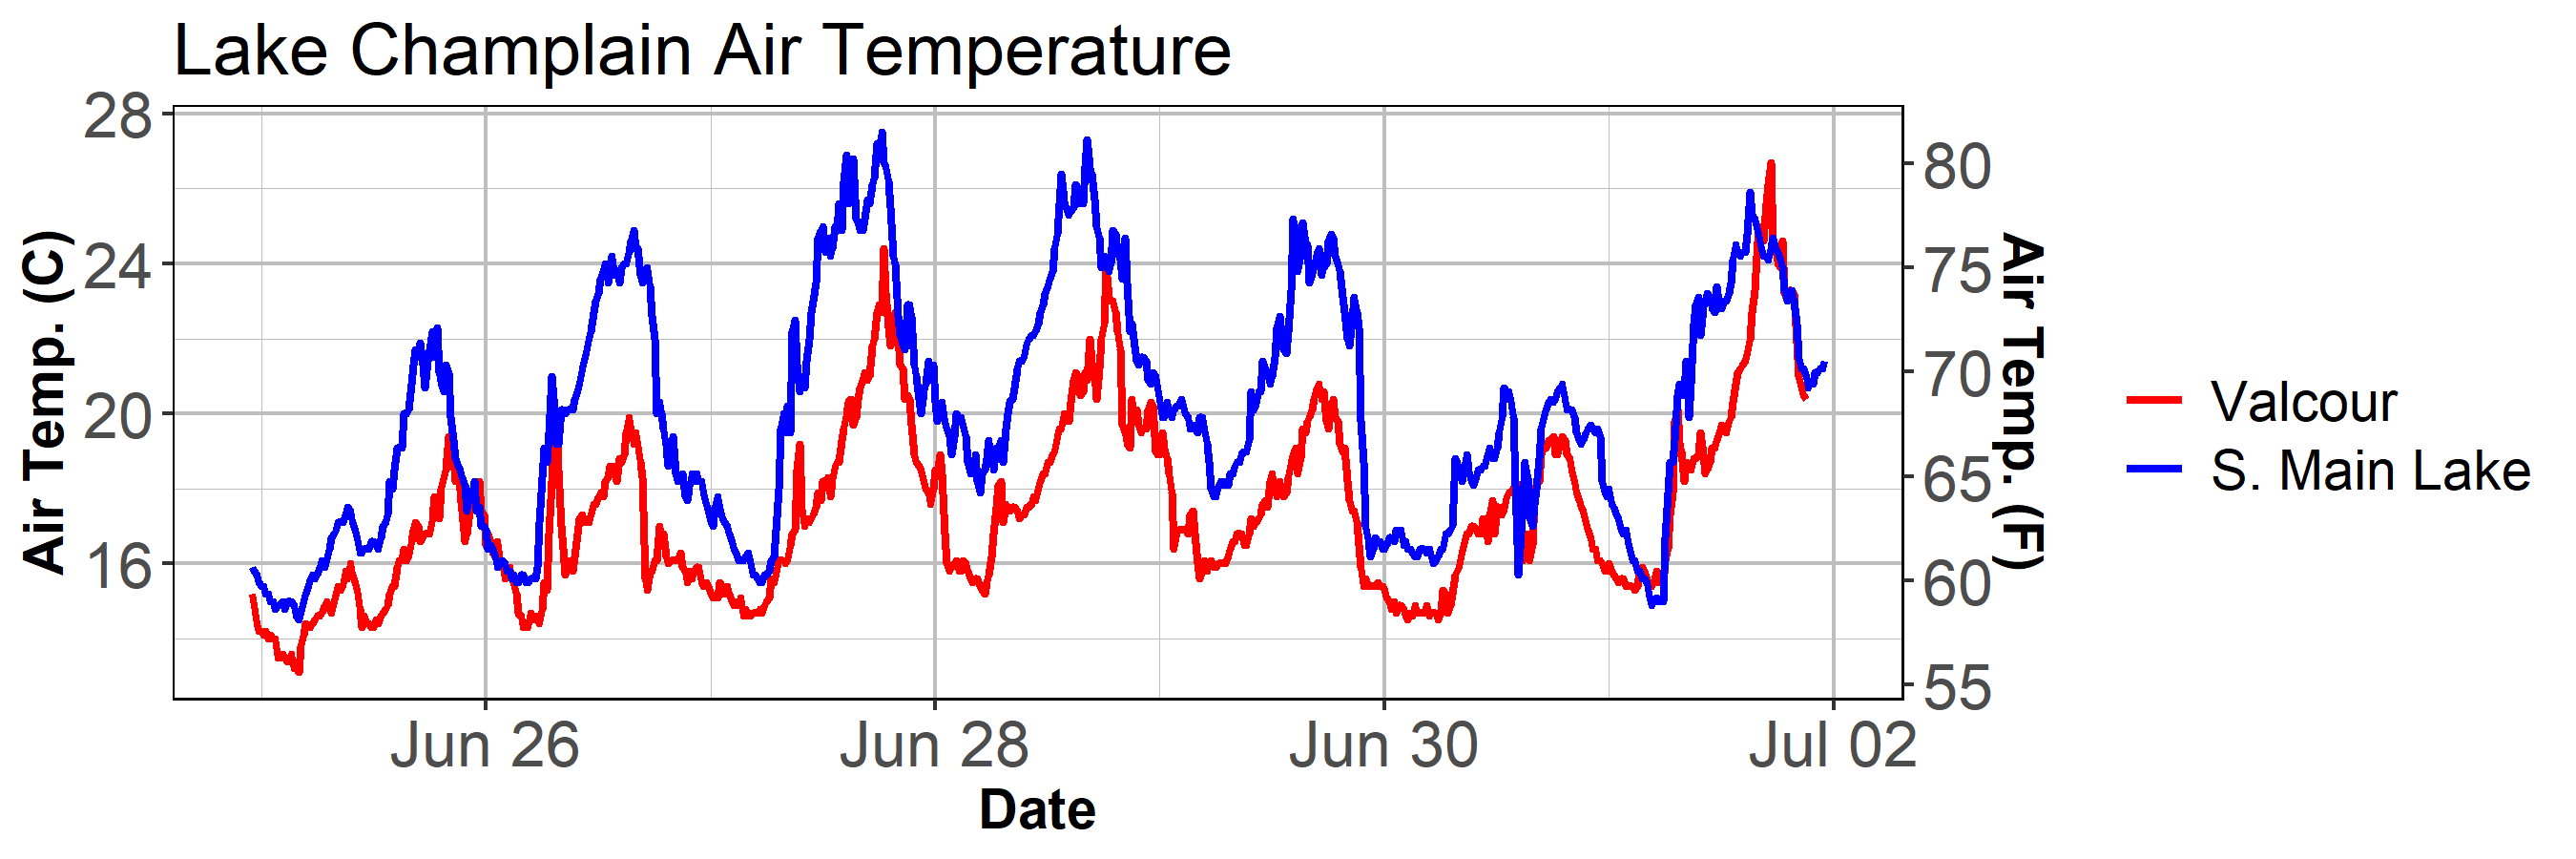 Lake Champlain Air Temperature
28
24
20
16
Air Temp. (C)
80
75
70
65
60
55
Air Temp. (F)
Jun 26
Jun 28
Jun 30
Jul 02
Date
Valcour
S. Main Lake